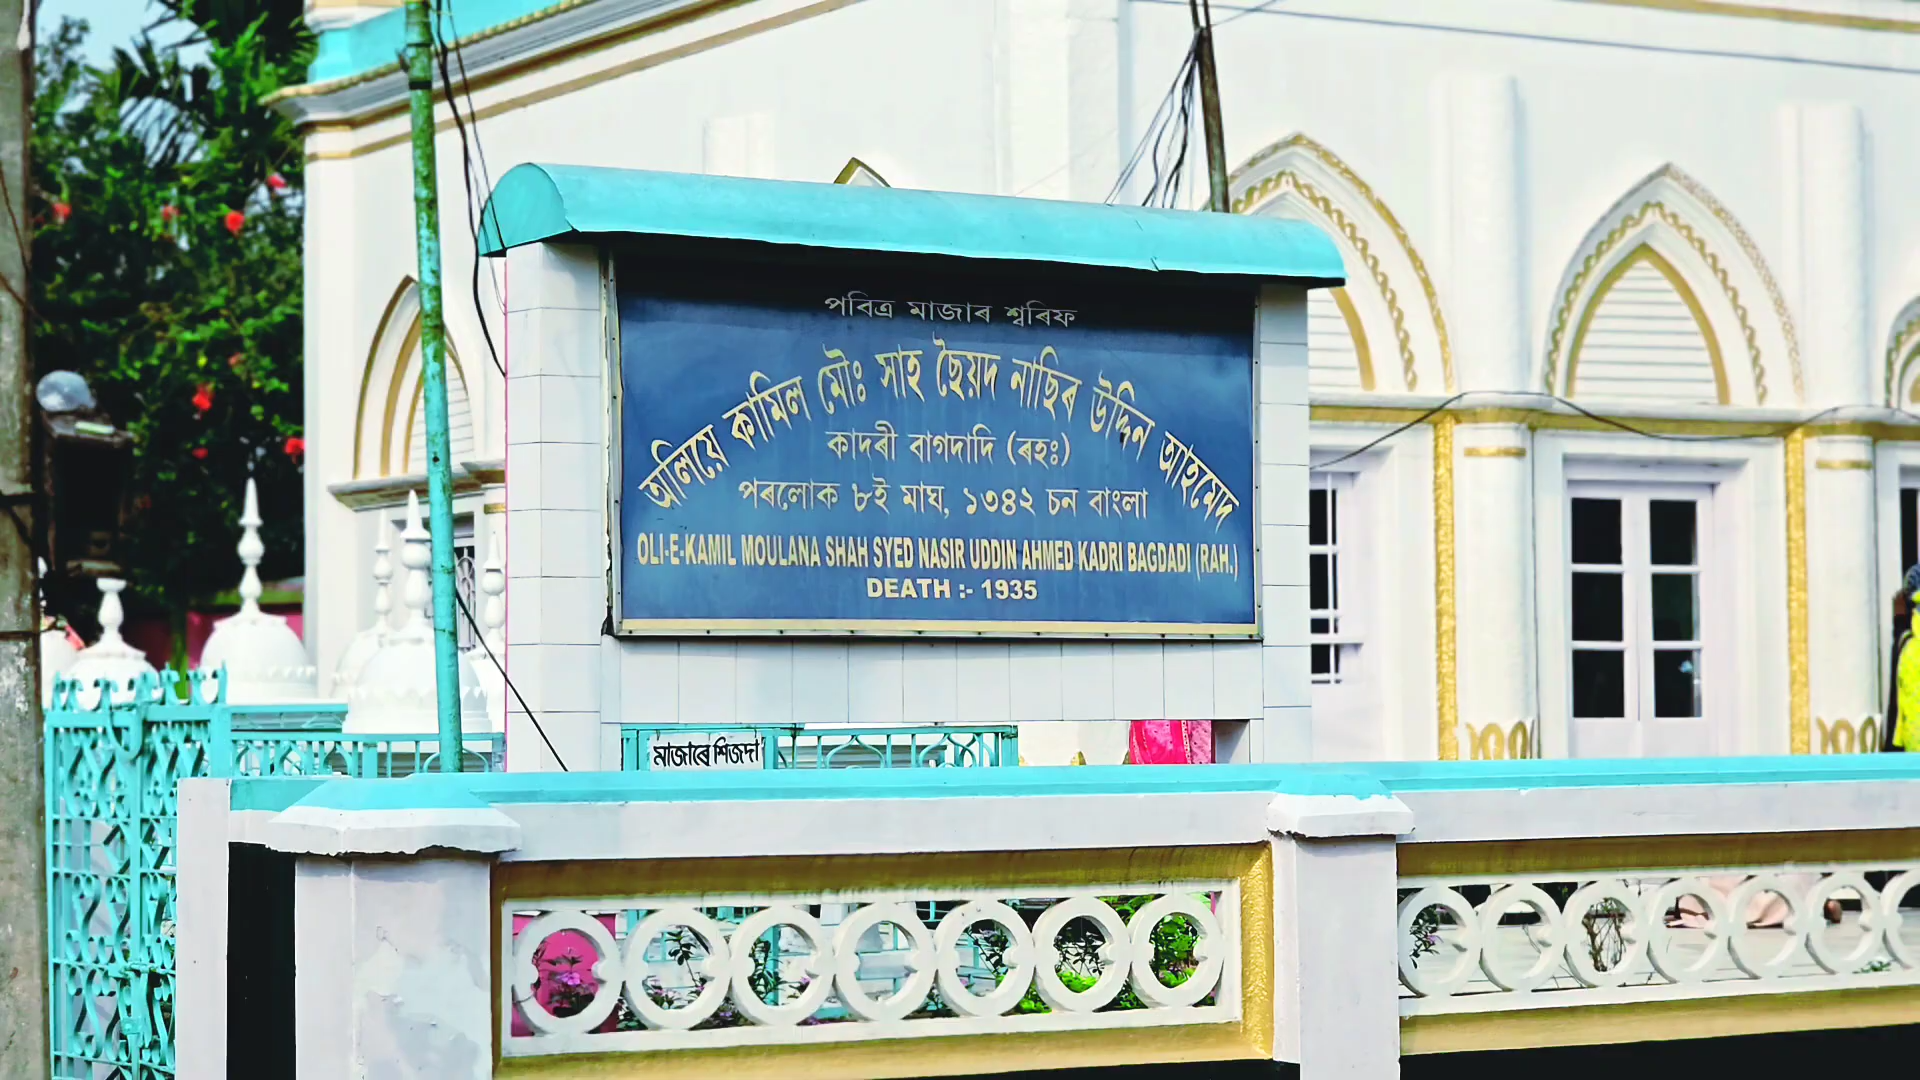 পবিত্ৰ মাজাৰ শ্বৰিফ
অলিয়ে কামিল মৌঃ সাহ ছৈয়দ নাছিৰ উদ্দিন আহমেদ
কাদৰী বাগদাদি (ৰহঃ)
পৰলোক ৮ই মাঘ, ১৩৪২ চন বাংলা
OLI-E-KAMIL MOULANA SHAH SYED NASIR UDDIN AHMED KADRI BAGDADI (RAH.)
DEATH :- 1935
মাজাৰে শিজদা